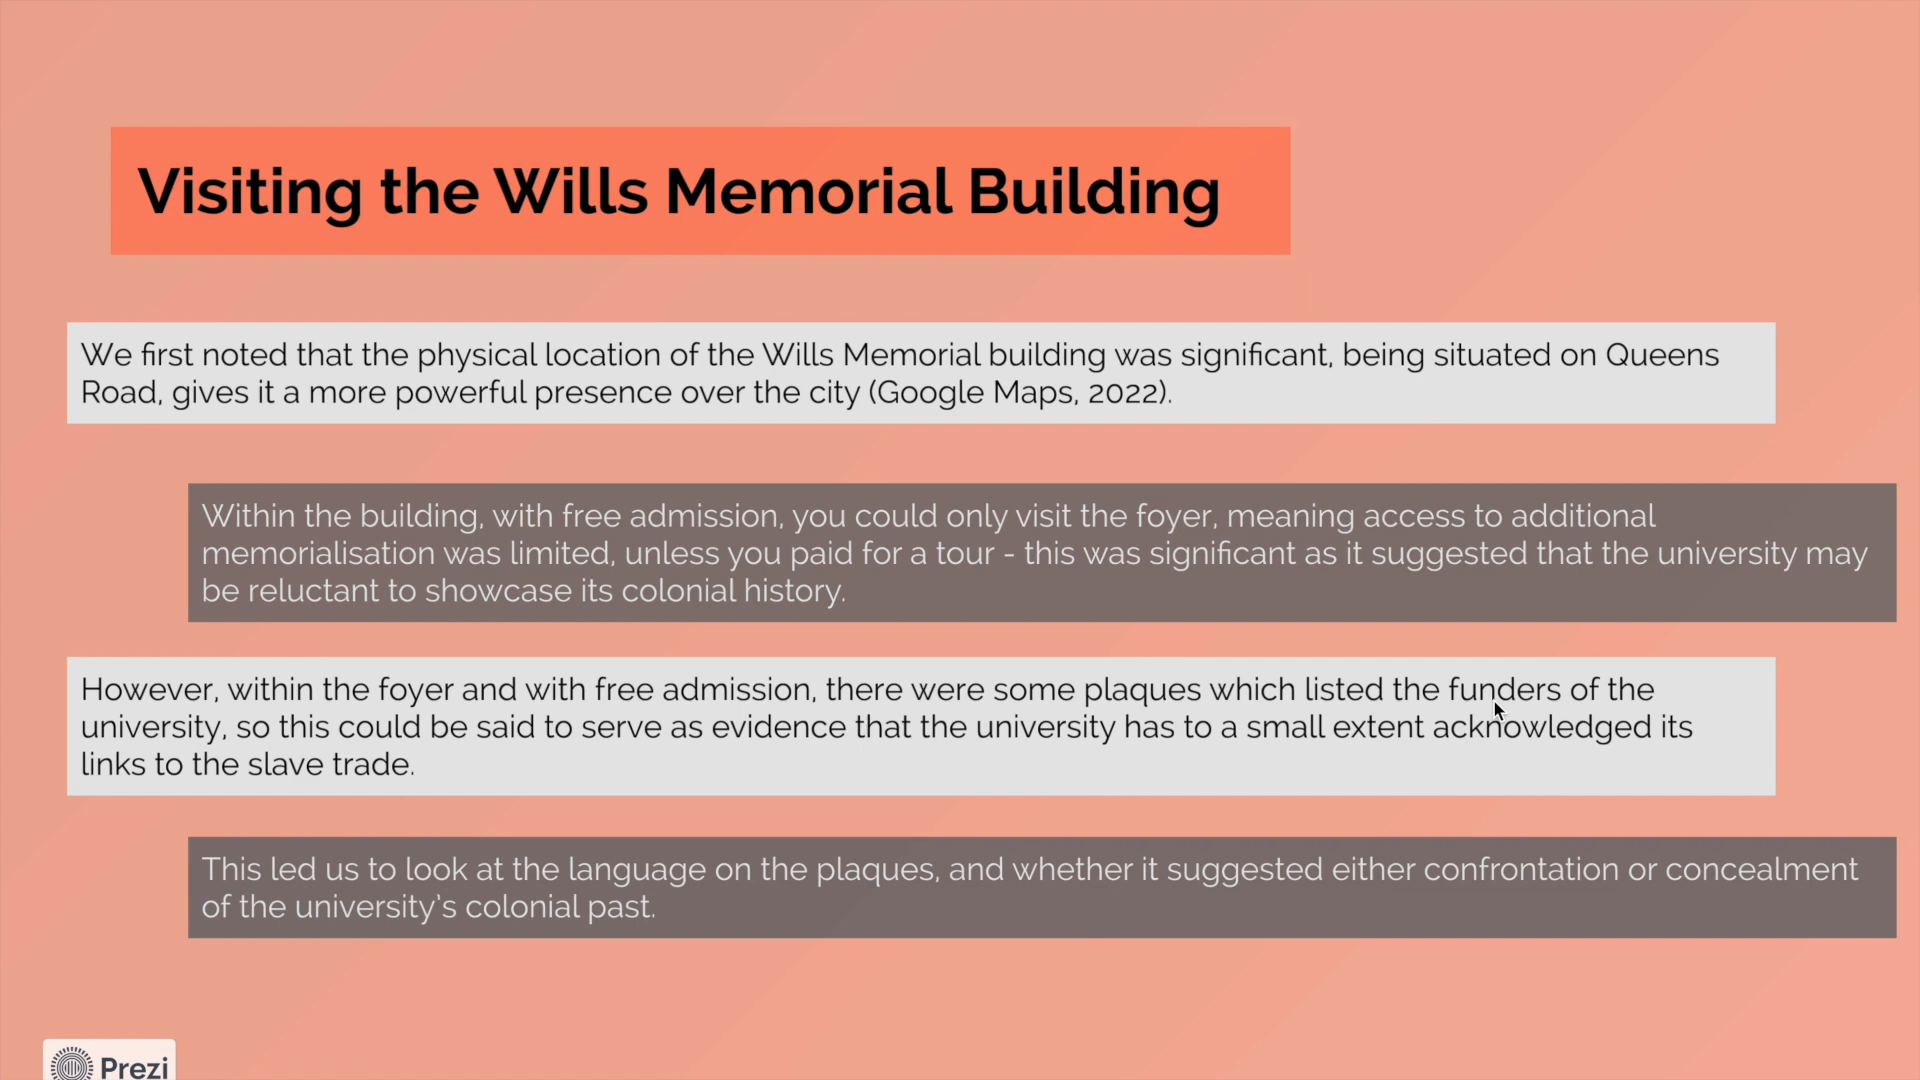 Visiting the Wills Memorial Building
We first noted that the physical location of the Wills Memorial building was significant, being situated on Queens
Road, gives it a more powerful presence over the city (Google Maps, 2022).
Within the building, with free admission, you could only visit the foyer, meaning access to additional
memorialisation was limited, unless you paid for a tour - this was significant as it suggested that the university may
be reluctant to showcase its colonial history.
However, within the foyer and with free admission, there were some plaques which listed the funders of the
university, so this could be said to serve as evidence that the university has to a small extent acknowledged its
links to the slave trade.
This led us to look at the language on the plaques, and whether it suggested either confrontation or concealment
of the university's colonial past.
Prezi